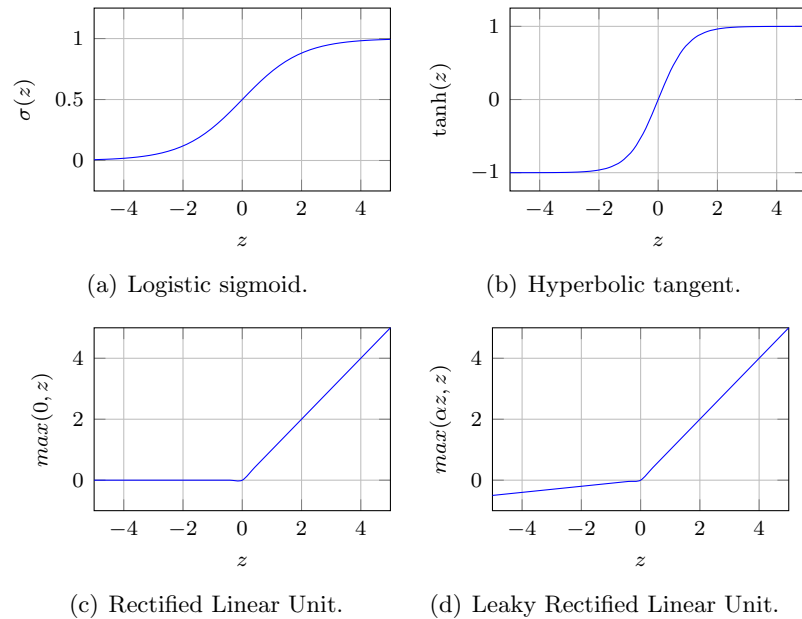 1
0.5
0
σ(z)
−4 −2 0 2 4
z
(a) Logistic sigmoid.
1
0
−1
tanh(z)
−4 −2 0 2 4
z
(b) Hyperbolic tangent.
4
2
0
max(0, z)
−4 −2 0 2 4
z
(c) Rectified Linear Unit.
4
2
0
max(αz, z)
−4 −2 0 2 4
z
(d) Leaky Rectified Linear Unit.